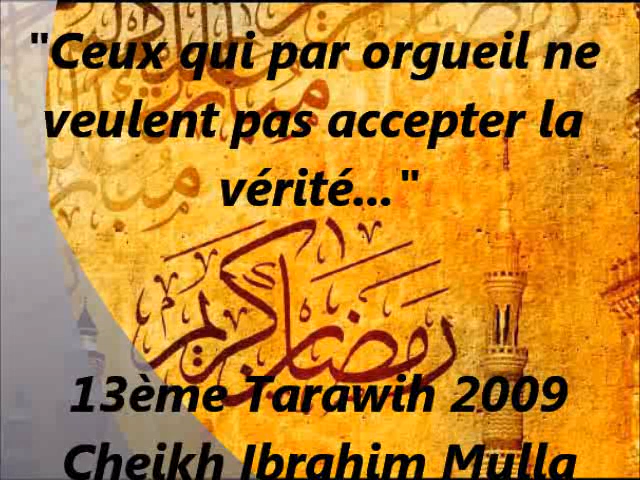 "Ceux qui par orgueil ne
veulent pas accepter la
vérité..."
رمضان كريم
13ème Tarawih 2009
Cheikh Ibrahim Mulla